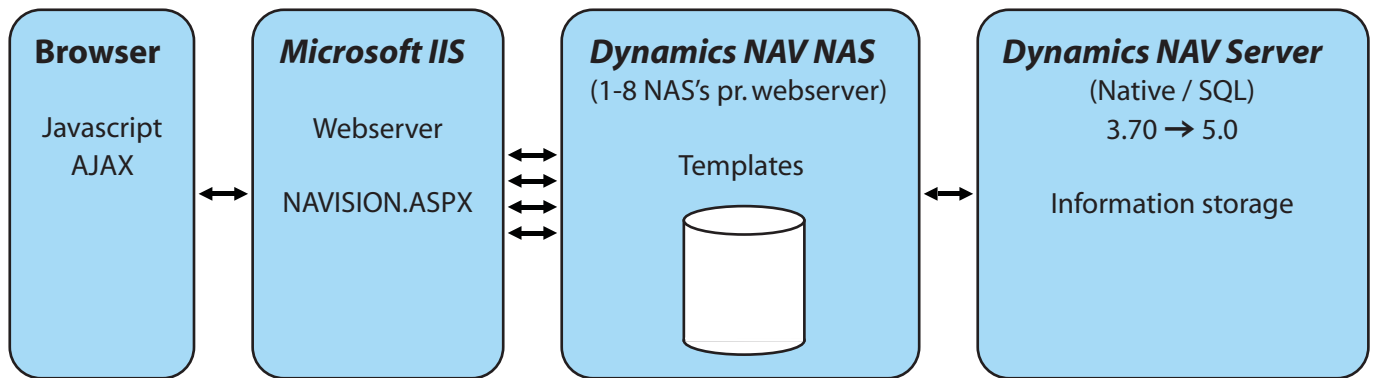 Browser
Javascript
AJAX
Microsoft IIS
Webserver
NAVISION.ASPX
Dynamics NAV NAS
(1-8 NAS's pr. webserver)
Templates
Dynamics NAV Server
(Native / SQL)
3.70 → 5.0
Information storage